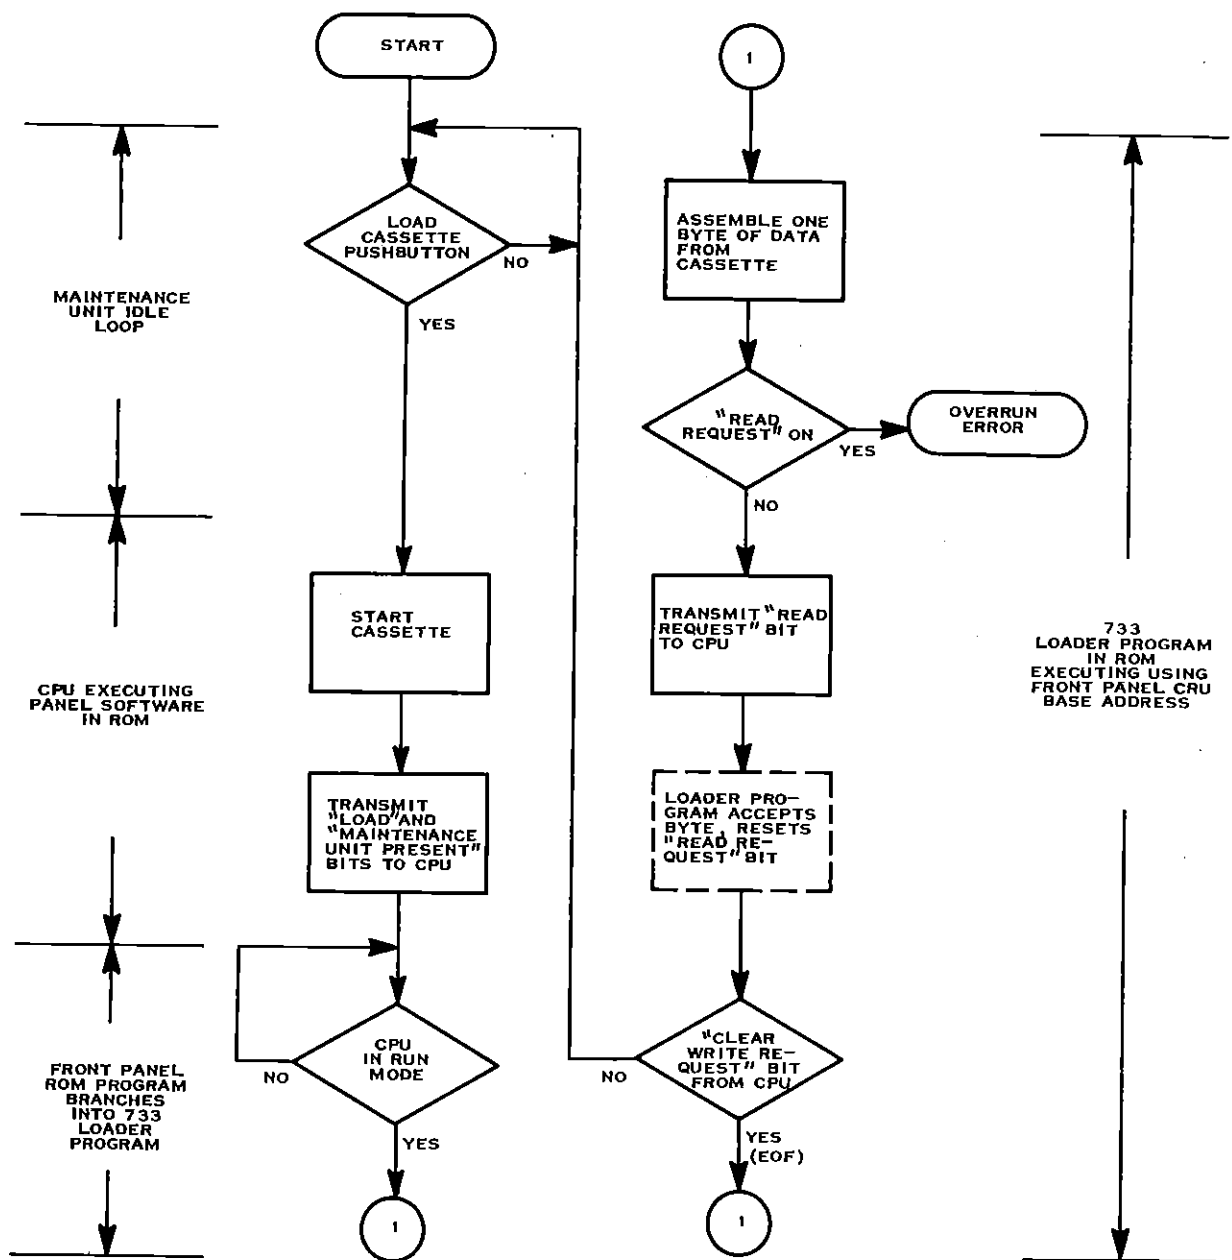 START
1
LOAD
CASSETTE
PUSHBUTTON
NO
YES
MAINTENANCE
UNIT IDLE
LOOP
ASSEMBLE ONE
BYTE OF DATA
FROM
CASSETTE
"READ
REQUEST" ON
YES
NO
OVERRUN
ERROR
START
CASSETTE
TRANSMIT "READ
REQUEST" BIT
TO CPU
CPU EXECUTING
PANEL SOFTWARE
IN ROM
733
LOADER PROGRAM
IN ROM
EXECUTING USING
FRONT PANEL CRU
BASE ADDRESS
TRANSMIT
"LOAD" AND
"MAINTENANCE
UNIT PRESENT"
BITS TO CPU
LOADER PRO-
GRAM ACCEPTS
BYTE, RESETS
"READ RE-
QUEST" BIT
CPU
IN RUN
MODE
NO
YES
"CLEAR
WRITE RE-
QUEST" BIT
FROM CPU
NO
YES
(EOF)
FRONT PANEL
ROM PROGRAM
BRANCHES
INTO 733
LOADER
PROGRAM
1
1